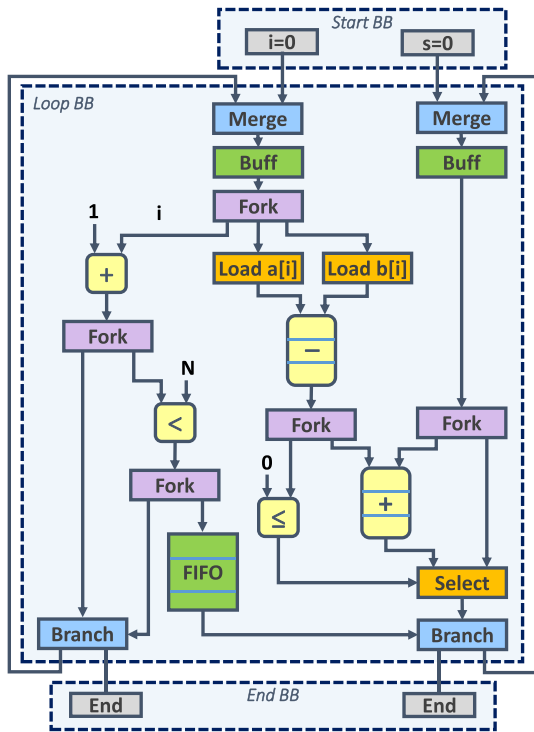 Start BB
i=0
s=0
Loop BB
Merge
Merge
Buff
Buff
Fork
1
i
Load a[i]
Load b[i]
+
Fork
−
N
<
Fork
Fork
0
Fork
≤
+
FIFO
Select
Branch
Branch
End BB
End
End